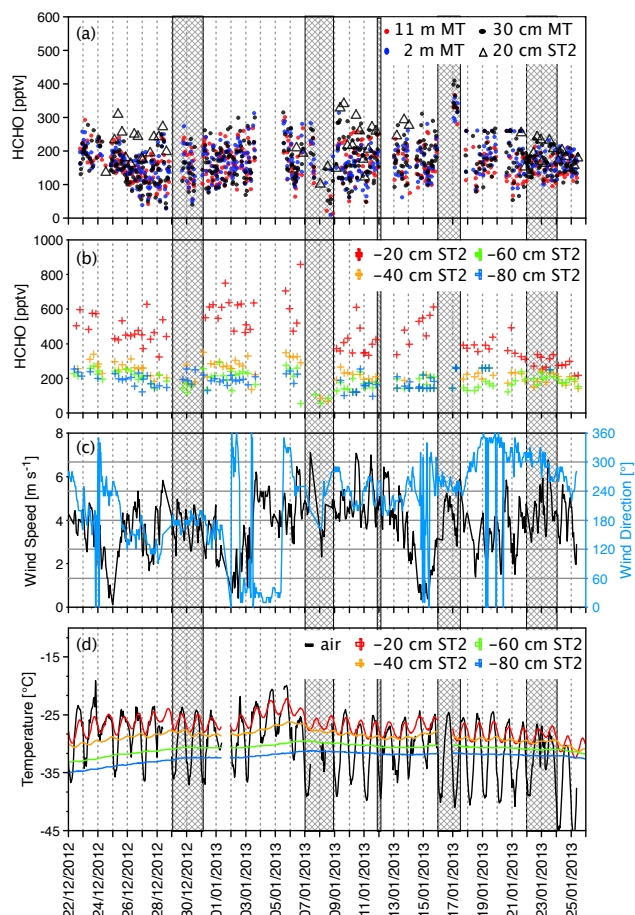 600
500
400
300
200
100
0
HCHO [pptv]
(a)
11 m MT
30 cm MT
2 m MT
20 cm ST2
1000
800
600
400
200
0
HCHO [pptv]
(b)
−20 cm ST2
−60 cm ST2
−40 cm ST2
−80 cm ST2
8
6
4
2
0
Wind Speed [m s⁻¹]
(c)
360
300
240
180
120
60
0
Wind Direction [°]
-15
-25
-35
-45
Temperature [°C]
(d)
air
−20 cm ST2
−60 cm ST2
−40 cm ST2
−80 cm ST2
22/12/2012
24/12/2012
26/12/2012
28/12/2012
30/12/2012
01/01/2013
03/01/2013
05/01/2013
07/01/2013
09/01/2013
11/01/2013
13/01/2013
15/01/2013
17/01/2013
19/01/2013
21/01/2013
23/01/2013
25/01/2013